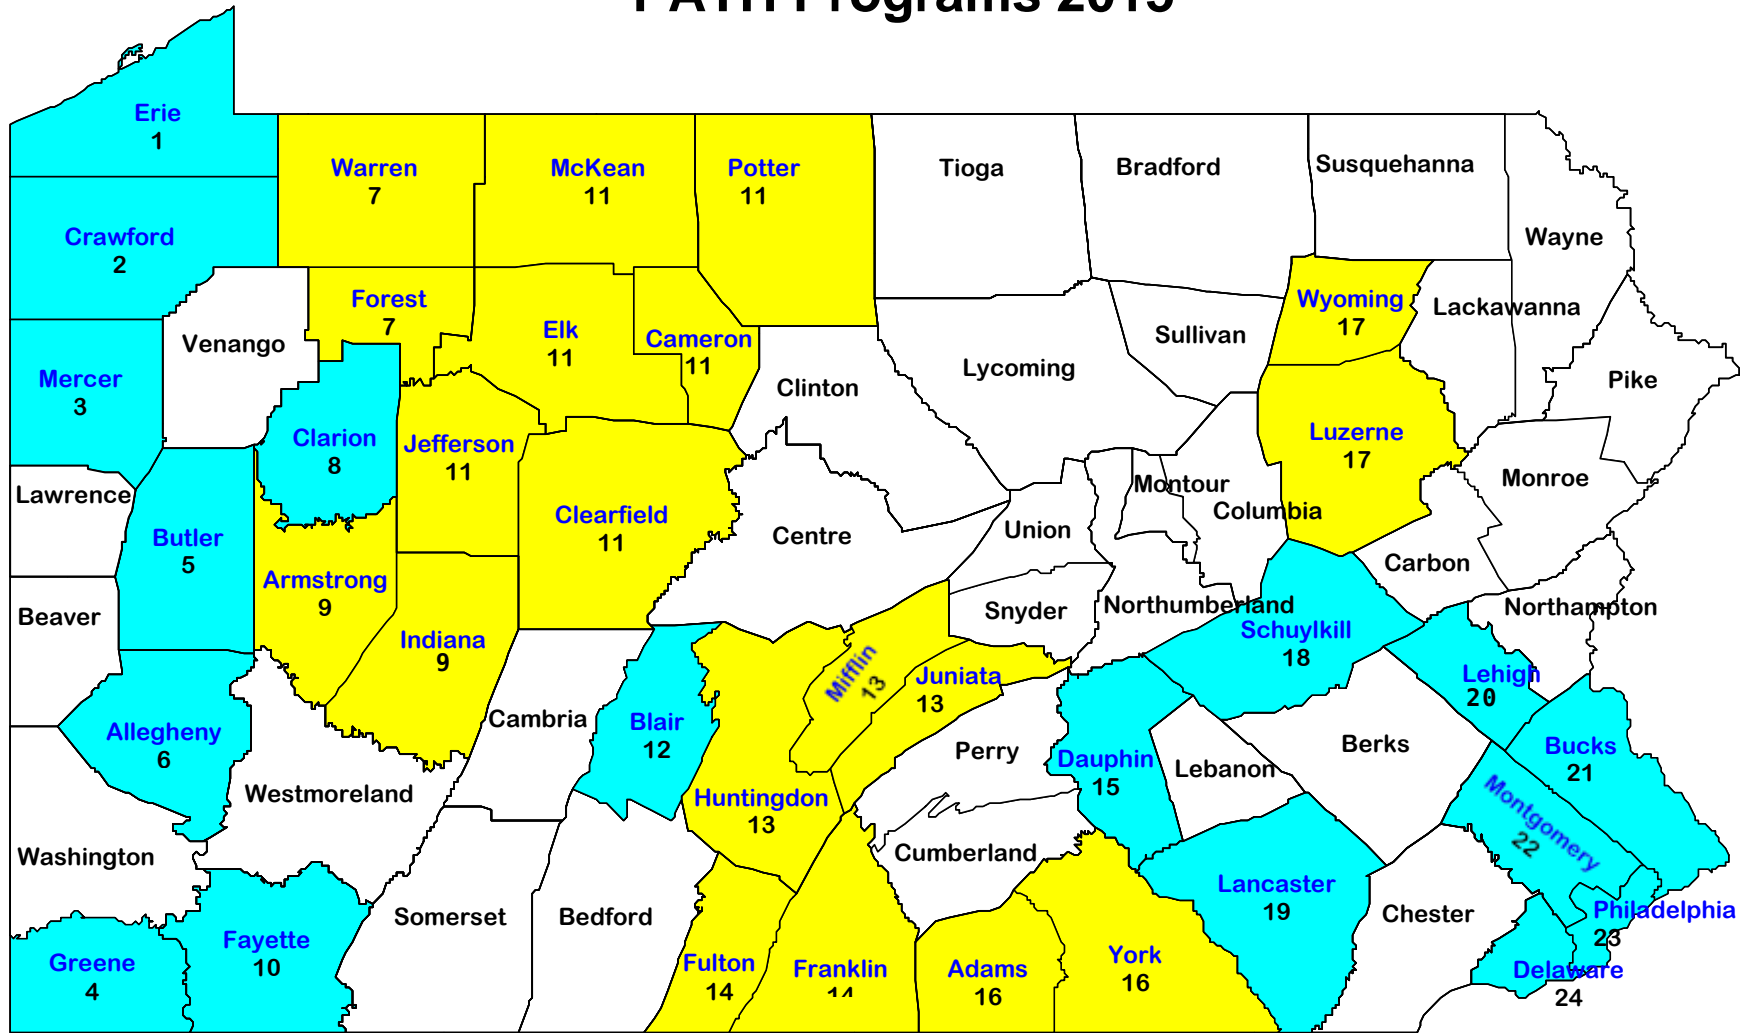 PATH Programs 2015
Erie
1
Warren
7
McKean
11
Potter
11
Tioga
Bradford
Susquehanna
Wayne
Crawford
2
Forest
7
Elk
11
Cameron
11
Wyoming
17
Lackawanna
Venango
Sullivan
Mercer
3
Clinton
Lycoming
Pike
Clarion
8
Jefferson
11
Luzerne
17
Lawrence
Montour
Monroe
Butler
5
Clearfield
11
Centre
Union
Columbia
Carbon
Armstrong
9
Beaver
Indiana
9
Snyder
Northumberland
Northampton
Schuylkill
18
Mifflin
13
Juniata
13
Lehigh
20
Allegheny
6
Cambria
Blair
12
Perry
Dauphin
15
Lebanon
Berks
Bucks
21
Westmoreland
Huntingdon
13
Montgomery
22
Washington
Cumberland
Lancaster
19
Somerset
Bedford
Chester
Philadelphia
23
Greene
4
Fayette
10
Fulton
14
Franklin
14
Adams
16
York
16
Delaware
24